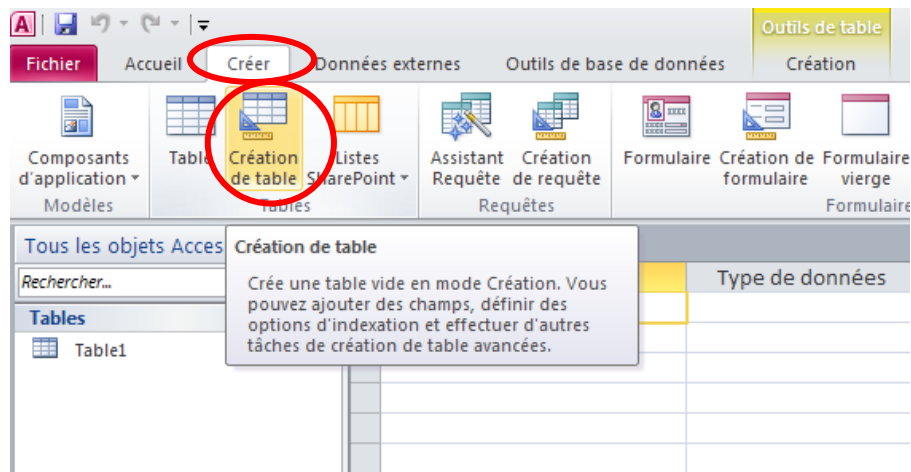 A
Outils de table
Fichier Accueil Créer Données externes Outils de base de données Création
Composants d'application
Table
Création de table
Listes SharePoint
Assistant Requête
Création de requête
Formulaire
Création de formulaire
Formulaire vierge
Modèles Tables Requêtes Formulaire
Tous les objets Acces
Rechercher...
Tables
Table1
Création de table
Crée une table vide en mode Création. Vous
pouvez ajouter des champs, définir des
options d'indexation et effectuer d'autres
tâches de création de table avancées.
Type de données